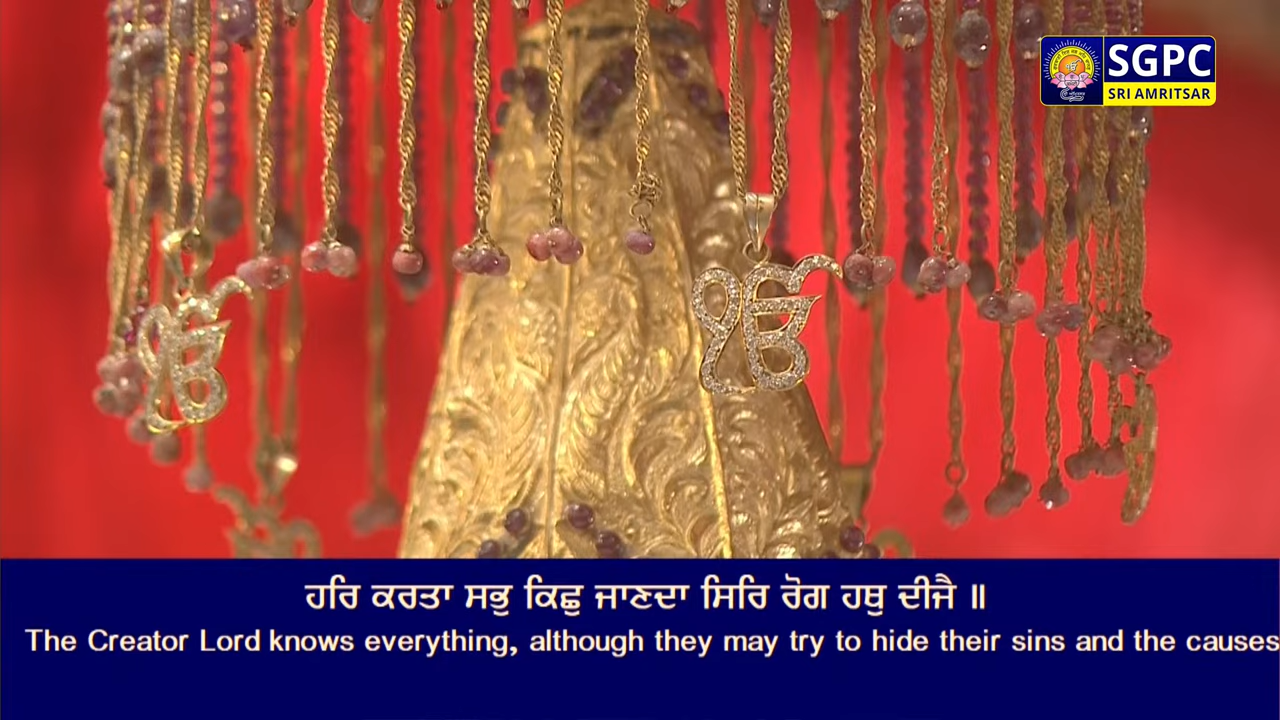 SGPC
SRI AMRITSAR
ਹਰਿ ਕਰਤਾ ਸਭੁ ਕਿਛੁ ਜਾਣਦਾ ਸਿਰਿ ਰੋਗ ਹਥੁ ਦੀਜੈ ॥
The Creator Lord knows everything, although they may try to hide their sins and the causes